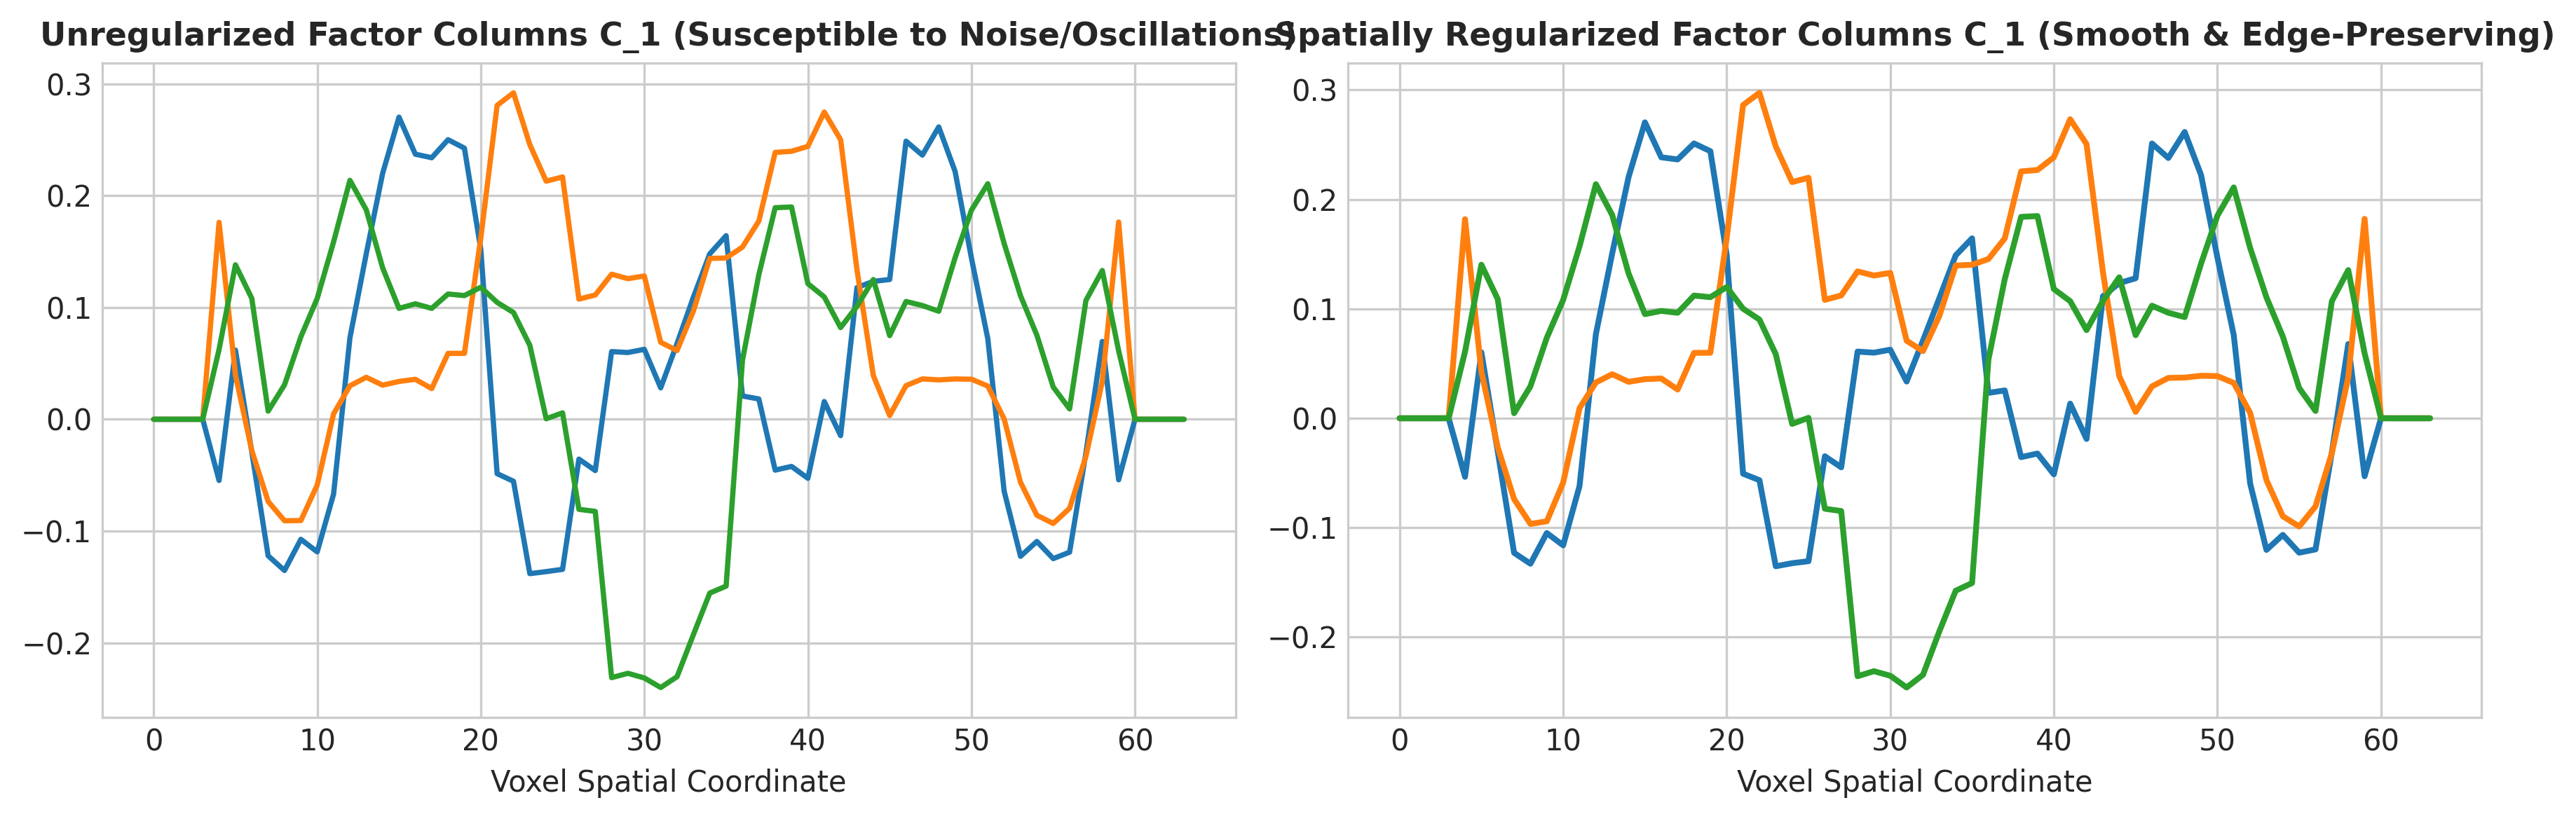 Unregularized Factor Columns C_1 (Susceptible to Noise/Oscillations)
0.3
0.2
0.1
0.0
−0.1
−0.2
0 10 20 30 40 50 60
Voxel Spatial Coordinate
Spatially Regularized Factor Columns C_1 (Smooth & Edge-Preserving)
0.3
0.2
0.1
0.0
−0.1
−0.2
0 10 20 30 40 50 60
Voxel Spatial Coordinate